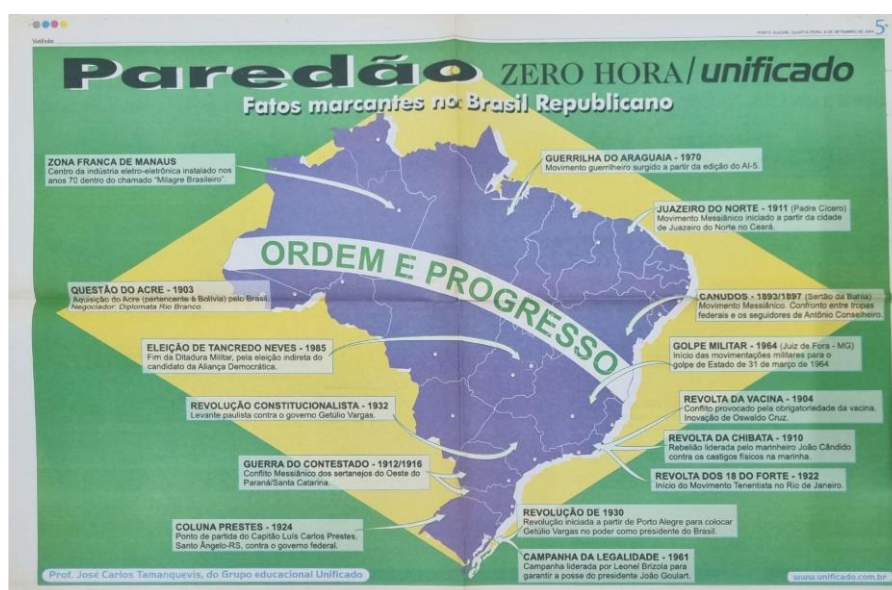 Vestibular
PORTO ALEGRE, QUARTA-FEIRA, 8 DE SETEMBRO DE 2004
5
Paredão ZERO HORA/unificado
Fatos marcantes no Brasil Republicano
ZONA FRANCA DE MANAUS
Centro da indústria eletro-eletrônica instalado nos
anos 70 dentro do chamado "Milagre Brasileiro".
GUERRILHA DO ARAGUAIA - 1970
Movimento guerrilheiro surgido a partir da edição do AI-5.
JUAZEIRO DO NORTE - 1911 (Padre Cícero)
Movimento Messiânico iniciado a partir da cidade
de Juazeiro do Norte no Ceará.
ORDEM E PROGRESSO
QUESTÃO DO ACRE - 1903
Aquisição do Acre (pertencente à Bolívia) pelo Brasil.
Negociador: Diplomata Rio Branco.
CANUDOS - 1893/1897 (Sertão da Bahia)
Movimento Messiânico. Confronto entre tropas
federais e os seguidores de Antônio Conselheiro.
ELEIÇÃO DE TANCREDO NEVES - 1985
Fim da Ditadura Militar, pela eleição indireta do
candidato da Aliança Democrática.
GOLPE MILITAR - 1964 (Juiz de Fora - MG)
Início das movimentações militares para o
golpe de Estado de 31 de março de 1964
REVOLUÇÃO CONSTITUCIONALISTA - 1932
Levante paulista contra o governo Getúlio Vargas.
REVOLTA DA VACINA - 1904
Conflito provocado pela obrigatoriedade da vacina.
Inovação de Oswaldo Cruz.
REVOLTA DA CHIBATA - 1910
Rebelião liderada pelo marinheiro João Cândido
contra os castigos físicos na marinha.
GUERRA DO CONTESTADO - 1912/1916
Conflito Messiânico dos sertanejos do Oeste do
Paraná/Santa Catarina.
REVOLTA DOS 18 DO FORTE - 1922
Início do Movimento Tenentista no Rio de Janeiro.
COLUNA PRESTES - 1924
Ponto de partida do Capitão Luís Carlos Prestes,
Santo Ângelo-RS, contra o governo federal.
REVOLUÇÃO DE 1930
Revolução iniciada a partir de Porto Alegre para colocar
Getúlio Vargas no poder como presidente do Brasil.
CAMPANHA DA LEGALIDADE - 1961
Campanha liderada por Leonel Brizola para
garantir a posse do presidente João Goulart.
Prof. José Carlos Tamanquevis, do Grupo educacional Unificado
www.unificado.com.br